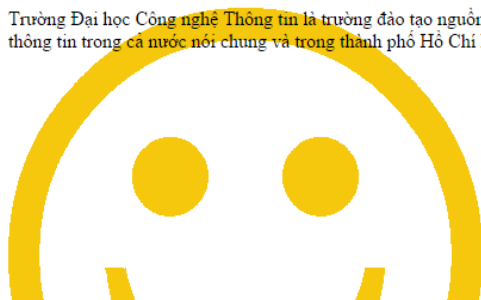 Trường Đại học Công nghệ Thông tin là trường đào tạo nguồn
thông tin trong cả nước nói chung và trong thành phố Hồ Chí